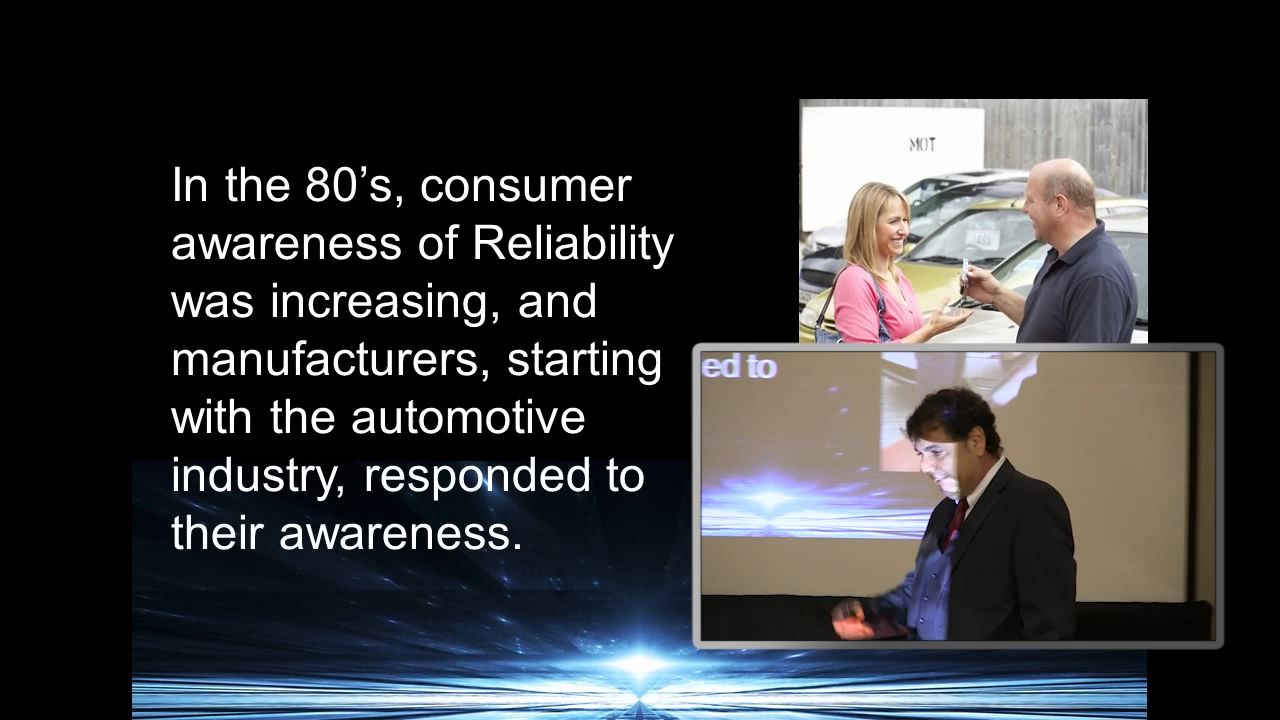 MOT
In the 80’s, consumer
awareness of Reliability
was increasing, and
manufacturers, starting
with the automotive
industry, responded to
their awareness.
ed to